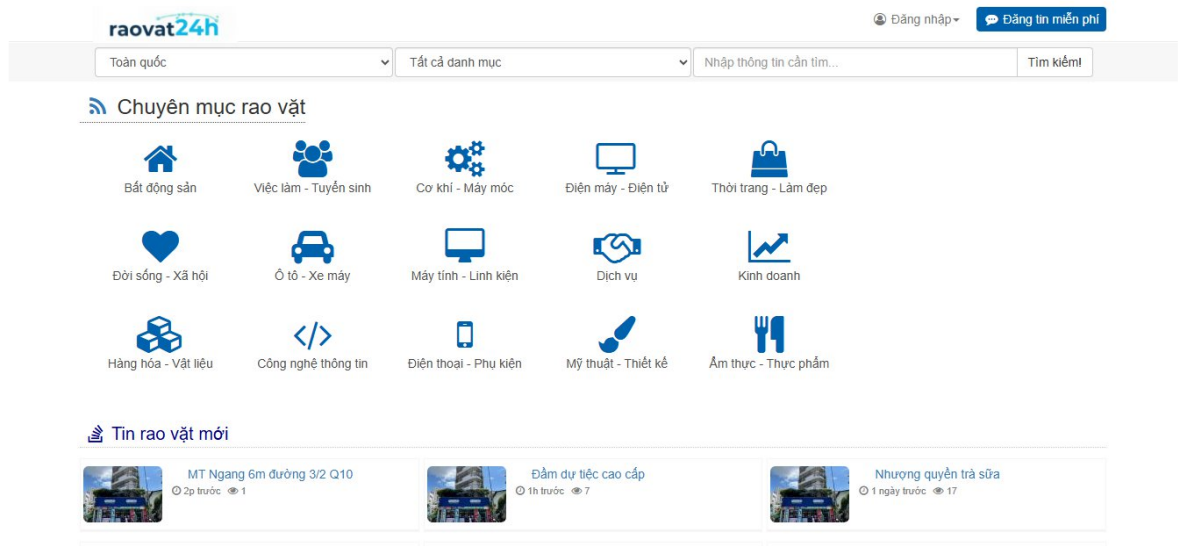 raovat24h
Đăng nhập
Đăng tin miễn phí
Toàn quốc
Tất cả danh mục
Nhập thông tin cần tìm...
Tìm kiếm!
Chuyên mục rao vặt
Bất động sản
Việc làm - Tuyển sinh
Cơ khí - Máy móc
Điện máy - Điện tử
Thời trang - Làm đẹp
Đời sống - Xã hội
Ô tô - Xe máy
Máy tính - Linh kiện
Dịch vụ
Kinh doanh
Hàng hóa - Vật liệu
Công nghệ thông tin
Điện thoại - Phụ kiện
Mỹ thuật - Thiết kế
Ẩm thực - Thực phẩm
Tin rao vặt mới
MT Ngang 6m đường 3/2 Q10
2p trước 1
Đầm dự tiệc cao cấp
1h trước 7
Nhượng quyền trà sữa
1 ngày trước 17